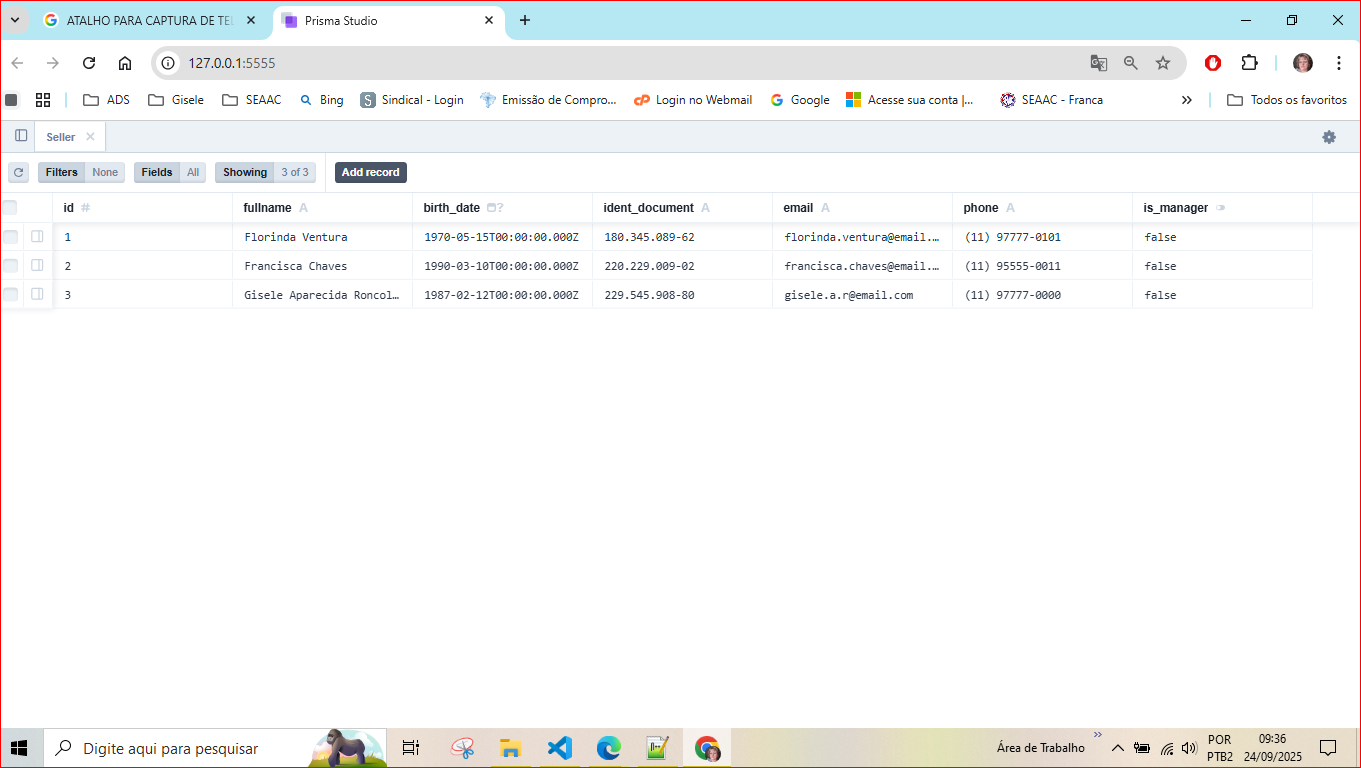 ATALHO PARA CAPTURA DE TEL
Prisma Studio
127.0.0.1:5555
ADS Gisele SEAAC Bing Sindical - Login Emissão de Compro... Login no Webmail Google Acesse sua conta |... SEAAC - Franca Todos os favoritos
Seller
Filters None Fields All Showing 3 of 3 Add record
id # fullname A birth_date ? ident_document A email A phone A is_manager
1 Florinda Ventura 1970-05-15T00:00:00.000Z 180.345.089-62 florinda.ventura@email.… (11) 97777-0101 false
2 Francisca Chaves 1990-03-10T00:00:00.000Z 220.229.009-02 francisca.chaves@email.… (11) 95555-0011 false
3 Gisele Aparecida Roncol… 1987-02-12T00:00:00.000Z 229.545.908-80 gisele.a.r@email.com (11) 97777-0000 false
Digite aqui para pesquisar
Área de Trabalho
POR
PTB2
09:36
24/09/2025